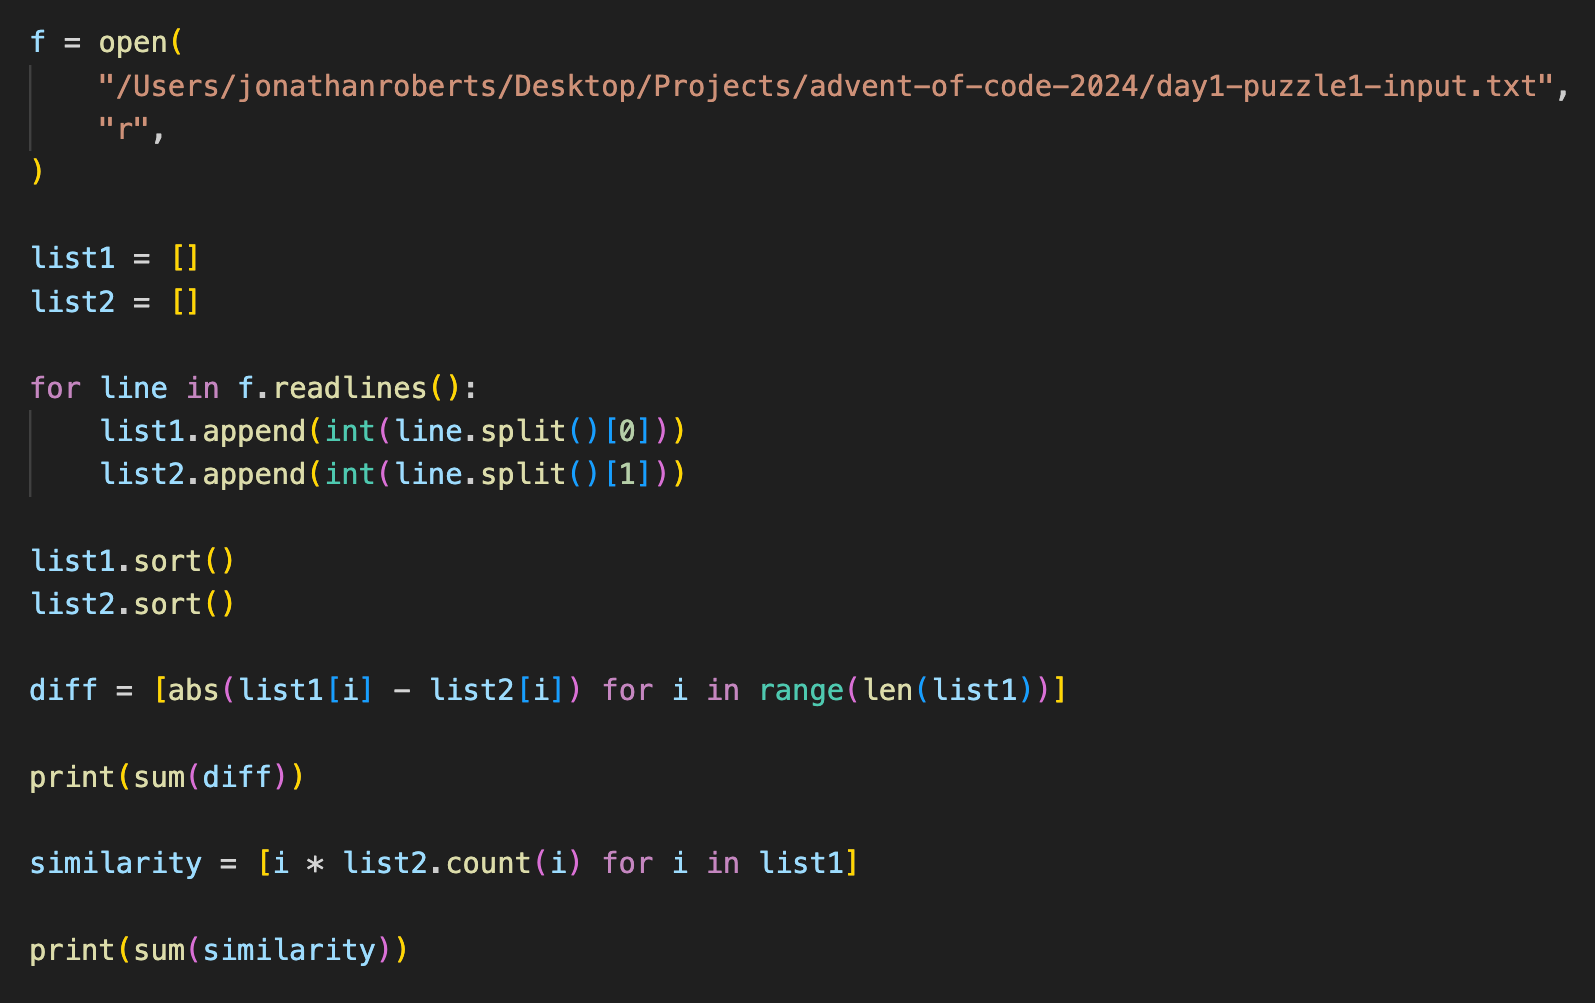 f = open(
    "/Users/jonathanroberts/Desktop/Projects/advent-of-code-2024/day1-puzzle1-input.txt",
    "r",
)

list1 = []
list2 = []

for line in f.readlines():
    list1.append(int(line.split()[0]))
    list2.append(int(line.split()[1]))

list1.sort()
list2.sort()

diff = [abs(list1[i] - list2[i]) for i in range(len(list1))]

print(sum(diff))

similarity = [i * list2.count(i) for i in list1]

print(sum(similarity))